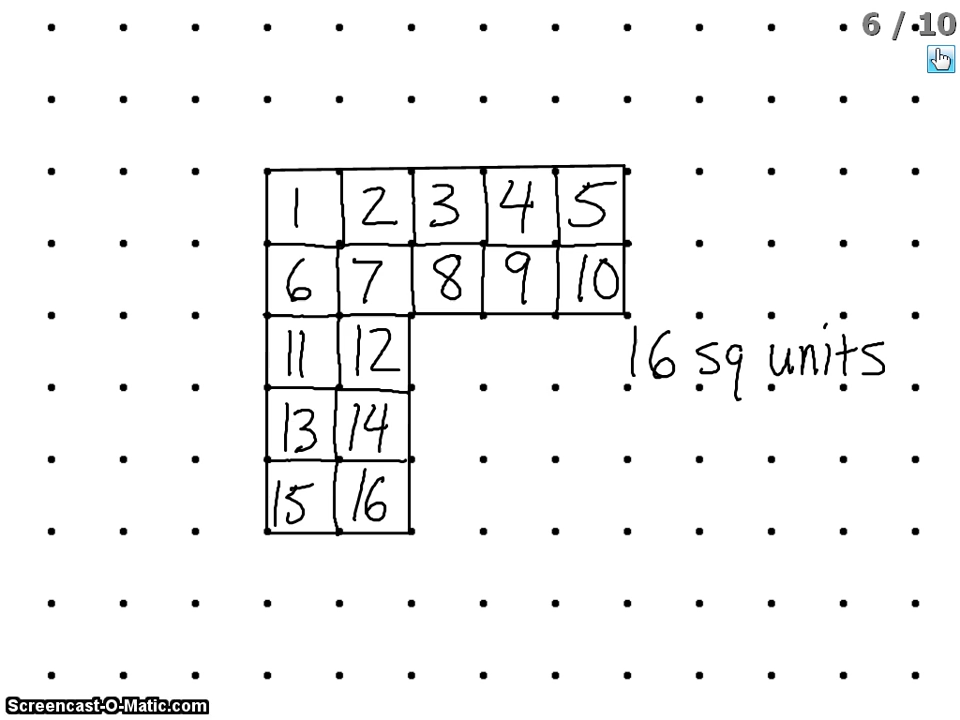 6 / 10
1 2 3 4 5
6 7 8 9 10
11 12
16 sq units
13 14
15 16
Screencast-O-Matic.com